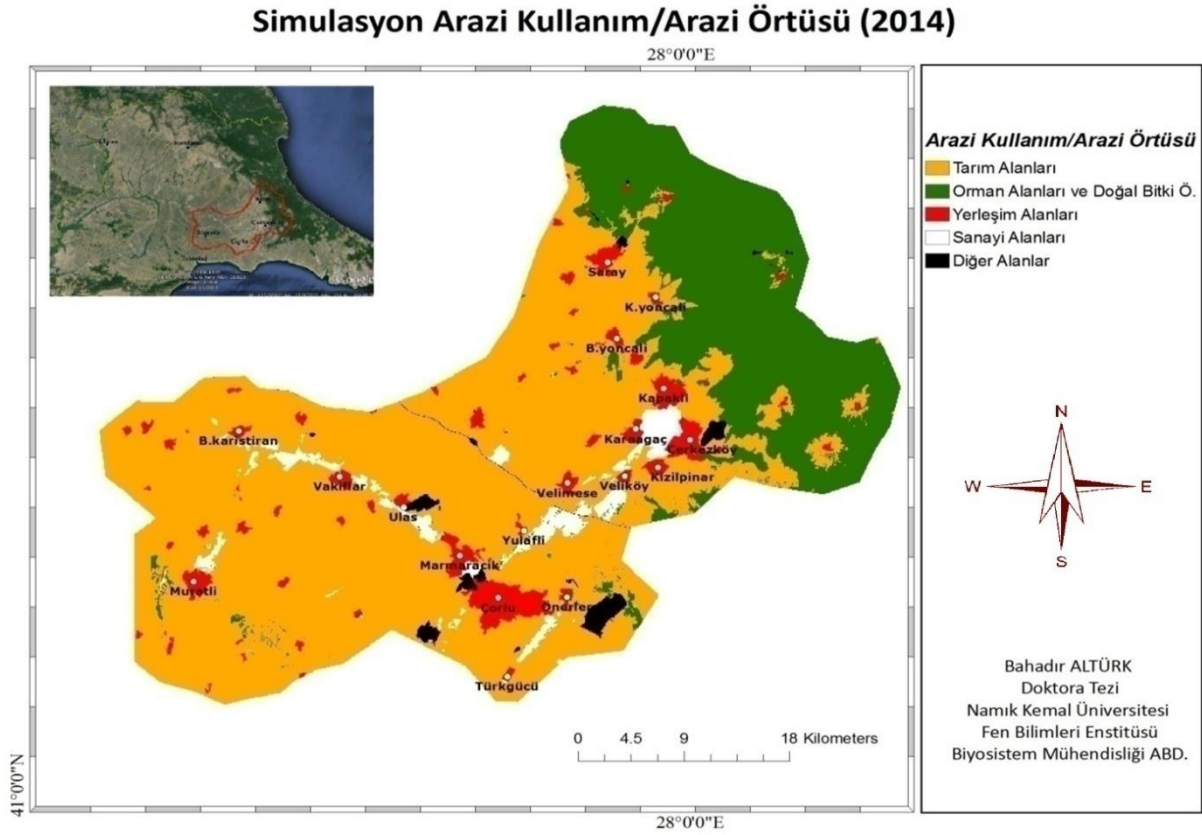 Simulasyon Arazi Kullanım/Arazi Örtüsü (2014)
28°0'0"E
Arazi Kullanım/Arazi Örtüsü
Tarım Alanları
Orman Alanları ve Doğal Bitki Ö.
Yerleşim Alanları
Sanayi Alanları
Diğer Alanlar
Saray
K.yoncali
B.yoncali
Kapakli
Karaagaç
Çerkezköy
B.karistiran
Kizilpinar
Vakiflar
Velimese
Veliköy
Ulas
Yulafli
Marmaracik
Muratli
Çorlu
Önerler
Türkgücü
N
W
E
S
0 4.5 9 18 Kilometers
Bahadır ALTÜRK
Doktora Tezi
Namık Kemal Üniversitesi
Fen Bilimleri Enstitüsü
Biyosistem Mühendisliği ABD.
41°0'0"N
28°0'0"E